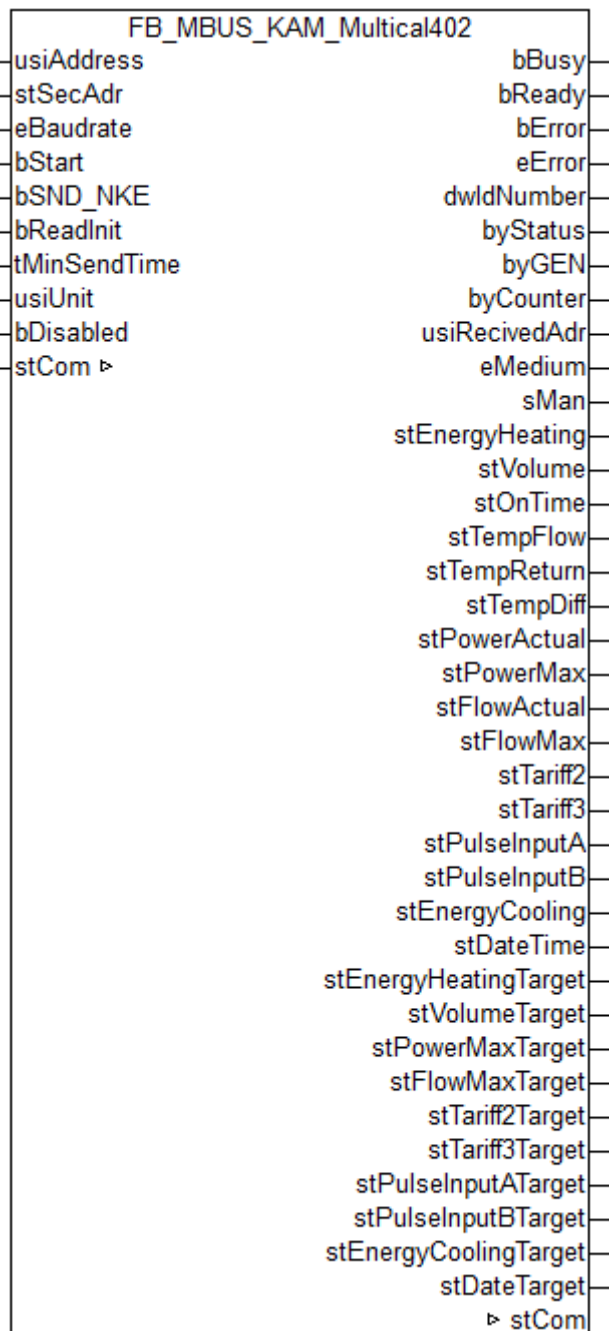 FB_MBUS_KAM_Multical402
usiAddress bBusy
stSecAdr bReady
eBaudrate bError
bStart eError
bSND_NKE dwIdNumber
bReadInit byStatus
tMinSendTime byGEN
usiUnit byCounter
bDisabled usiRecivedAdr
stCom ▹ eMedium
sMan
stEnergyHeating
stVolume
stOnTime
stTempFlow
stTempReturn
stTempDiff
stPowerActual
stPowerMax
stFlowActual
stFlowMax
stTariff2
stTariff3
stPulseInputA
stPulseInputB
stEnergyCooling
stDateTime
stEnergyHeatingTarget
stVolumeTarget
stPowerMaxTarget
stFlowMaxTarget
stTariff2Target
stTariff3Target
stPulseInputATarget
stPulseInputBTarget
stEnergyCoolingTarget
stDateTarget
▹ stCom